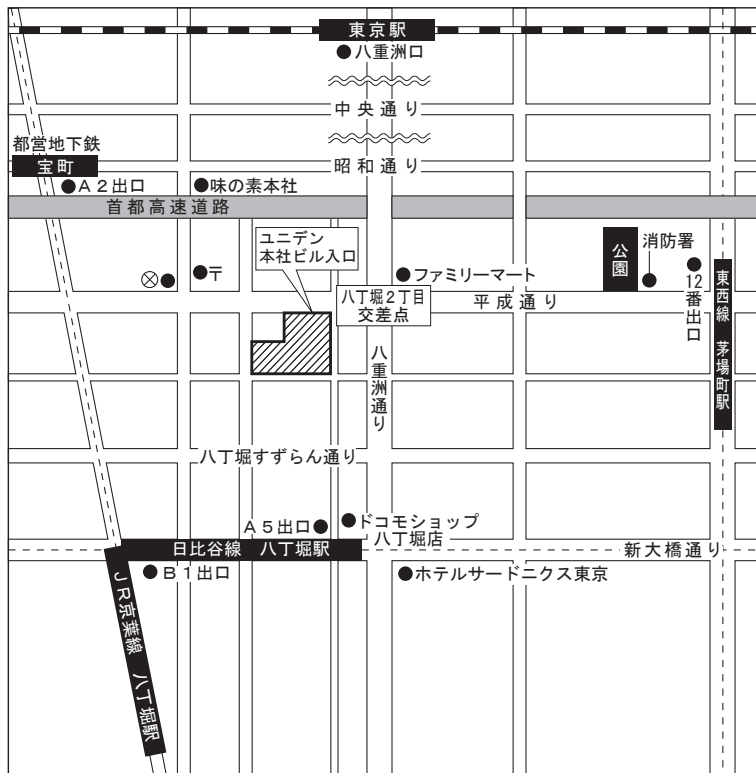 東京駅
八重洲口
中央通り
都営地下鉄
宝町
昭和通り
A2出口
味の素本社
首都高速道路
ユニデン
本社ビル入口
公園
消防署
〒
ファミリーマート
12番出口
八丁堀2丁目
交差点
平成通り
東西線 茅場町駅
八重洲通り
八丁堀すずらん通り
A5出口
ドコモショップ
八丁堀店
日比谷線 八丁堀駅
新大橋通り
B1出口
ホテルサードニクス東京
JR京葉線 八丁堀駅